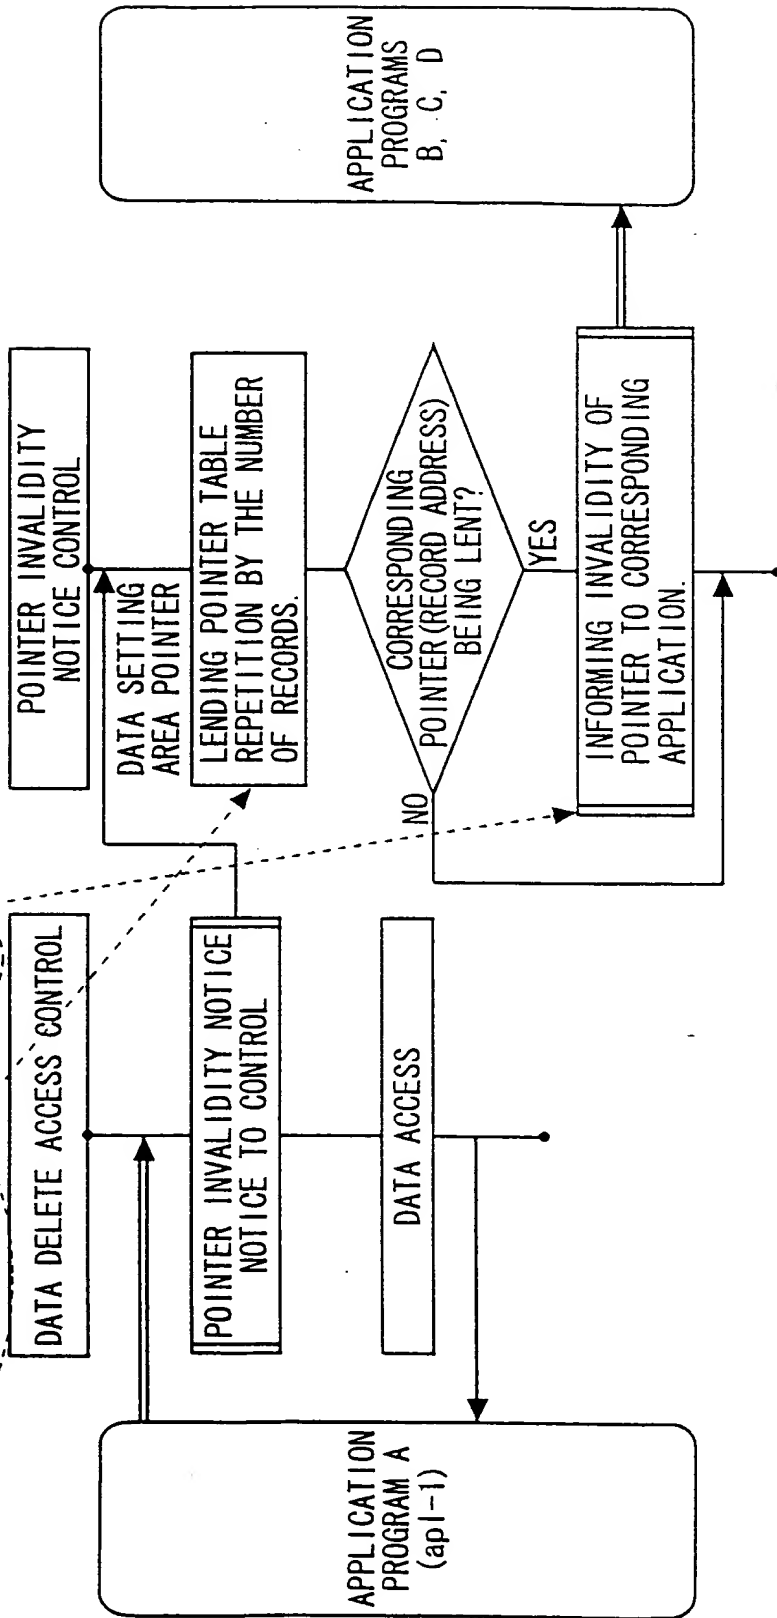 APPLICATION
PROGRAM A
(apl-1)
DATA DELETE ACCESS CONTROL
POINTER INVALIDITY NOTICE
NOTICE TO CONTROL
DATA ACCESS
POINTER INVALIDITY
NOTICE CONTROL
DATA SETTING
AREA POINTER
LENDING POINTER TABLE
REPETITION BY THE NUMBER
OF RECORDS.
CORRESPONDING
POINTER(RECORD ADDRESS)
BEING LENT?
NO
YES
INFORMING INVALIDITY OF
POINTER TO CORRESPONDING
APPLICATION.
APPLICATION
PROGRAMS
B, C, D